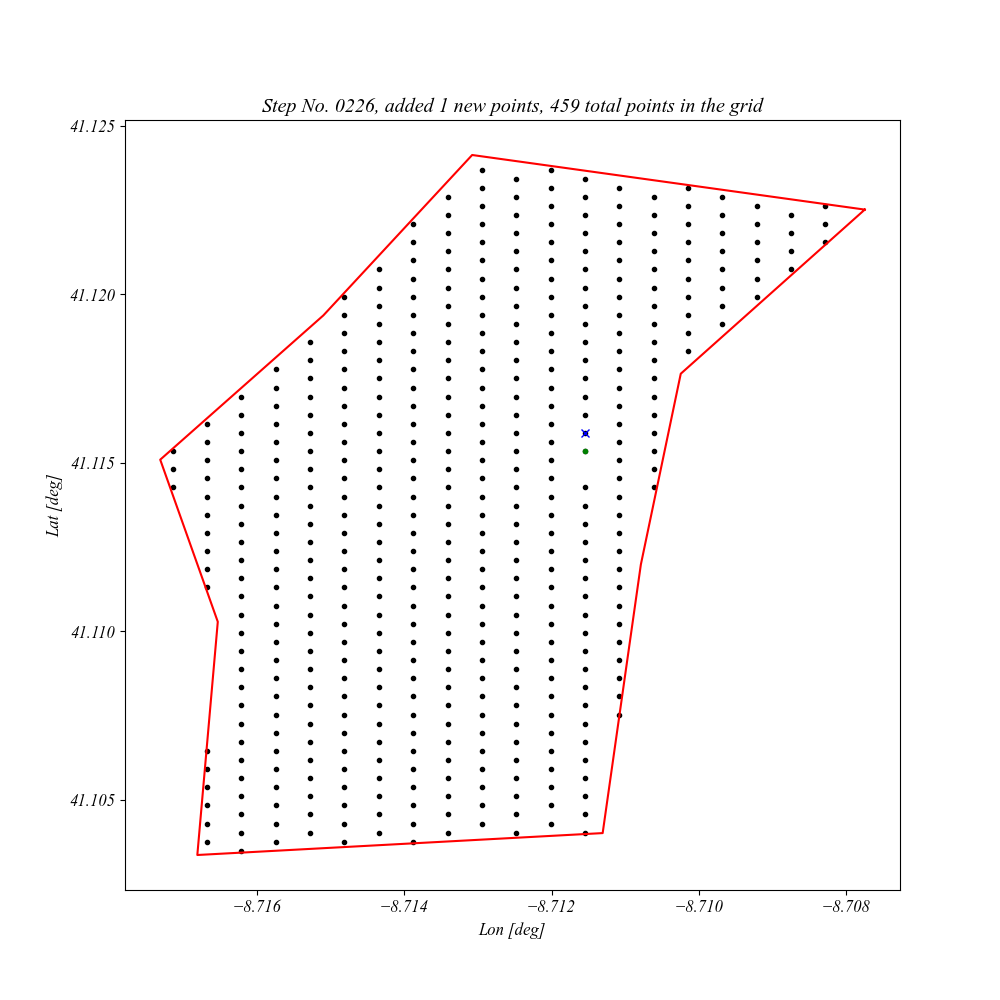 Step No. 0226, added 1 new points, 459 total points in the grid
41.125
41.120
41.115
41.110
41.105
Lat [deg]
−8.716 −8.714 −8.712 −8.710 −8.708
Lon [deg]